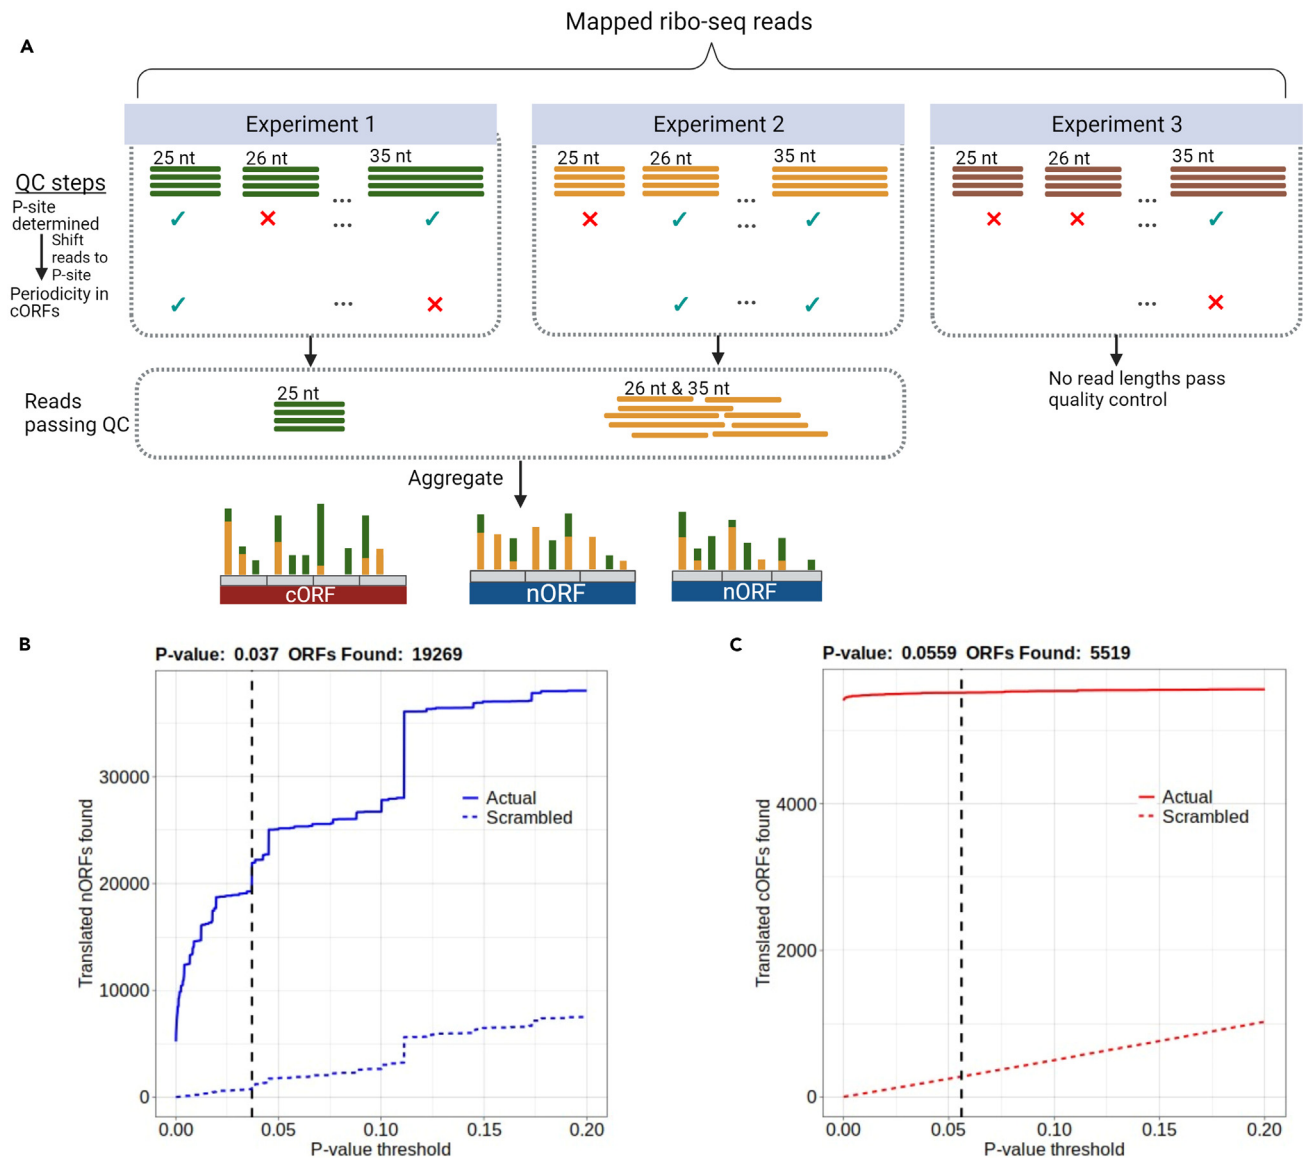 A
Mapped ribo-seq reads
Experiment 1
Experiment 2
Experiment 3
QC steps
25 nt
26 nt
35 nt
25 nt
26 nt
35 nt
25 nt
26 nt
35 nt
...
...
...
P-site
determined
...
...
...
Shift
reads to
P-site
Periodicity in
cORFs
...
...
...
Reads
passing QC
25 nt
26 nt & 35 nt
No read lengths pass
quality control
Aggregate
cORF
nORF
nORF
B
P-value: 0.037 ORFs Found: 19269
Translated nORFs found
30000
20000
10000
0
Actual
Scrambled
0.00
0.05
0.10
0.15
0.20
P-value threshold
C
P-value: 0.0559 ORFs Found: 5519
Translated cORFs found
4000
2000
0
Actual
Scrambled
0.00
0.05
0.10
0.15
0.20
P-value threshold